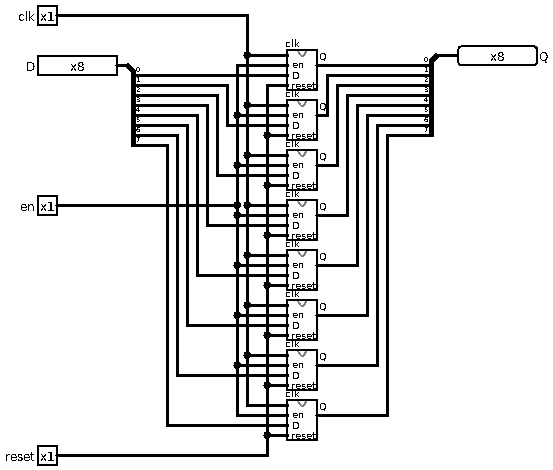 clk x1
D x8
0
1
2
3
4
5
6
7
en x1
reset x1
clk
en
D
reset
Q
clk
en
D
reset
Q
clk
en
D
reset
Q
clk
en
D
reset
Q
clk
en
D
reset
Q
clk
en
D
reset
Q
clk
en
D
reset
Q
clk
en
D
reset
Q
0
1
2
3
4
5
6
7
x8 Q